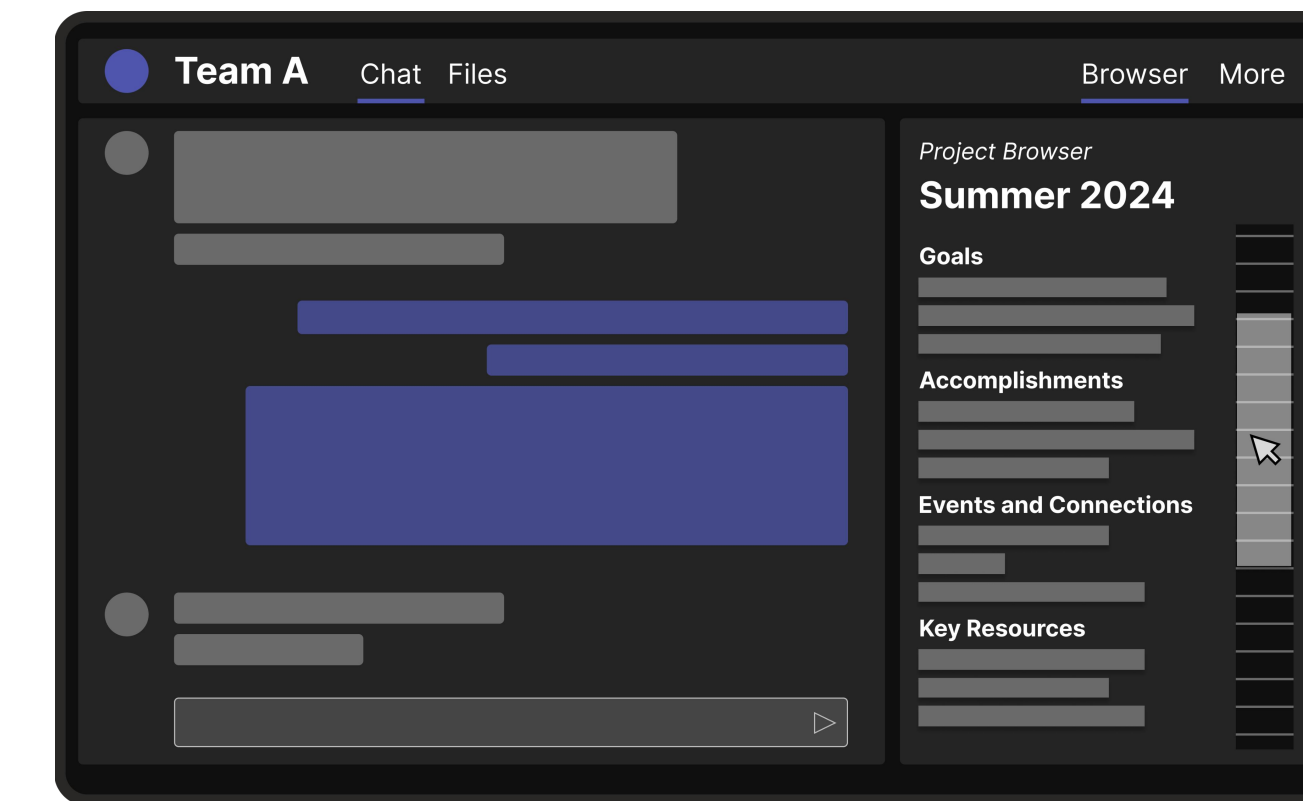 Team A Chat Files Browser More
Project Browser
Summer 2024
Goals
Accomplishments
Events and Connections
Key Resources